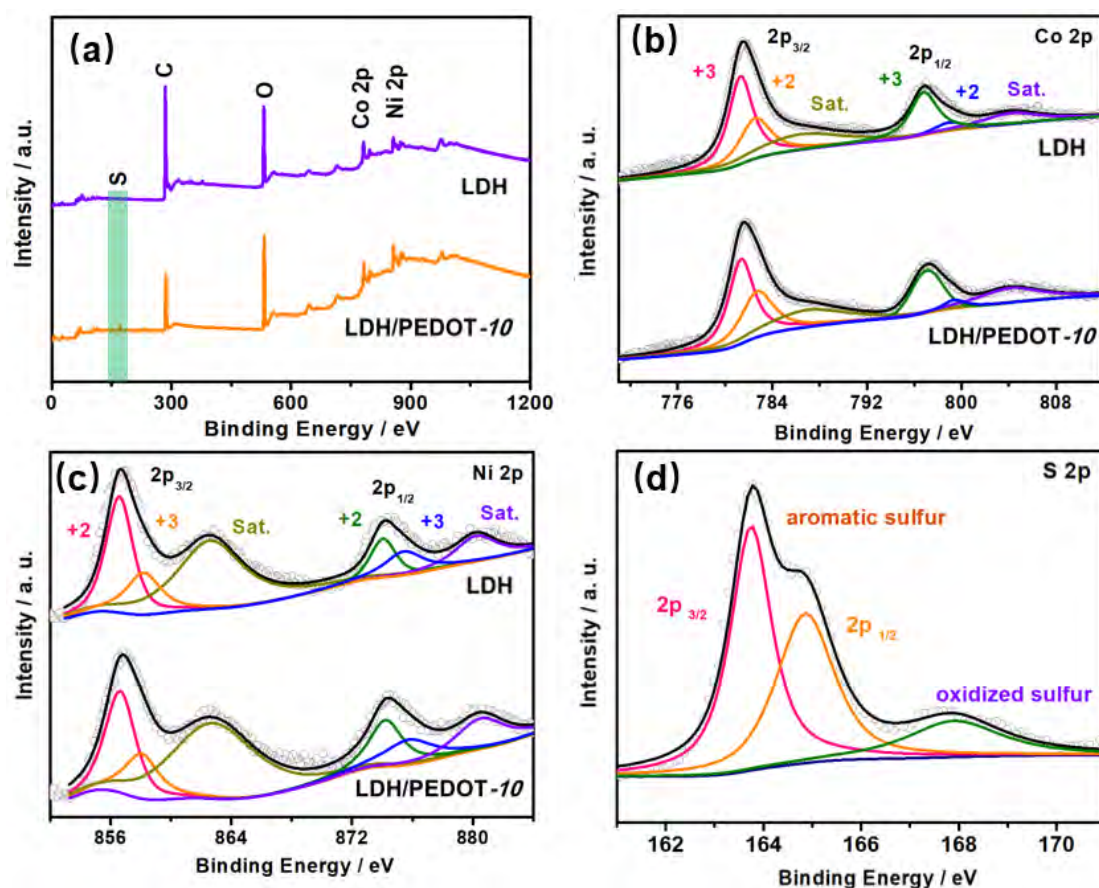 (a)
C
O
Co 2p
Ni 2p
S
LDH
LDH/PEDOT-10
Intensity / a.u.
0 300 600 900 1200
Binding Energy / eV
(b)
Co 2p
2p3/2
2p1/2
+3
+2
Sat.
+3
+2
Sat.
LDH
LDH/PEDOT-10
Intensity / a. u.
776 784 792 800 808
Binding Energy / eV
(c)
Ni 2p
2p3/2
2p1/2
+2
+3
Sat.
+2
+3
Sat.
LDH
LDH/PEDOT-10
Intensity / a. u.
856 864 872 880
Binding Energy / eV
(d)
S 2p
aromatic sulfur
2p 3/2
2p 1/2
oxidized sulfur
Intensity / a. u.
162 164 166 168 170
Binding Energy / eV